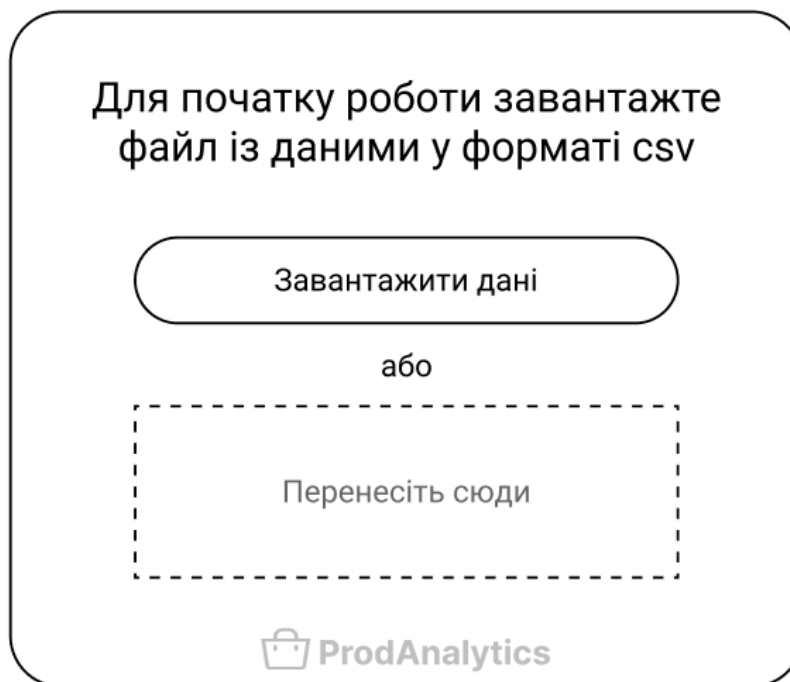 Для початку роботи завантажте
файл із даними у форматі csv
Завантажити дані
або
Перенесіть сюди
ProdAnalytics